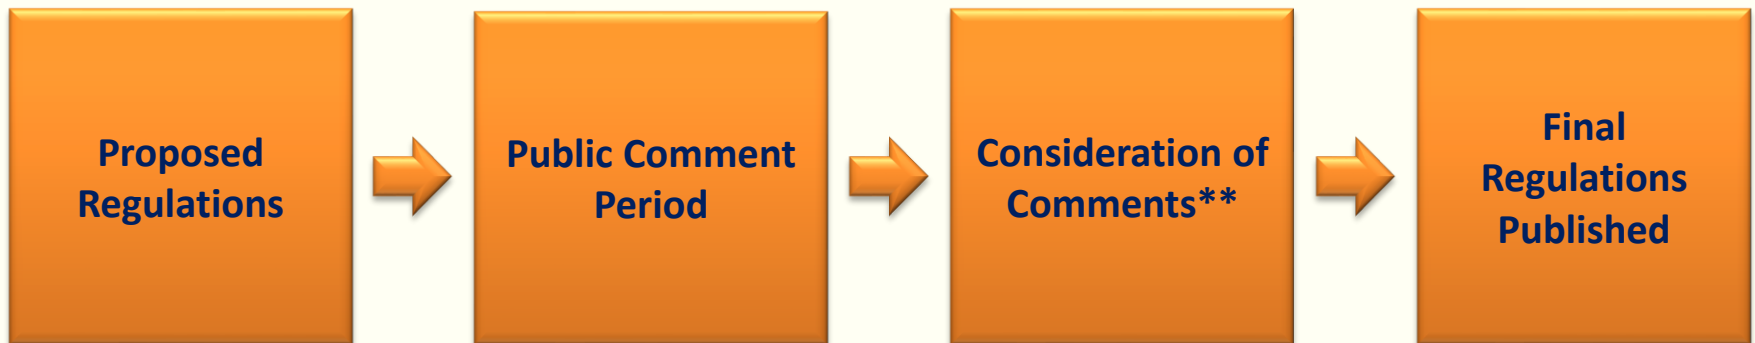 Proposed
Regulations
Public Comment
Period
Consideration of
Comments**
Final
Regulations
Published